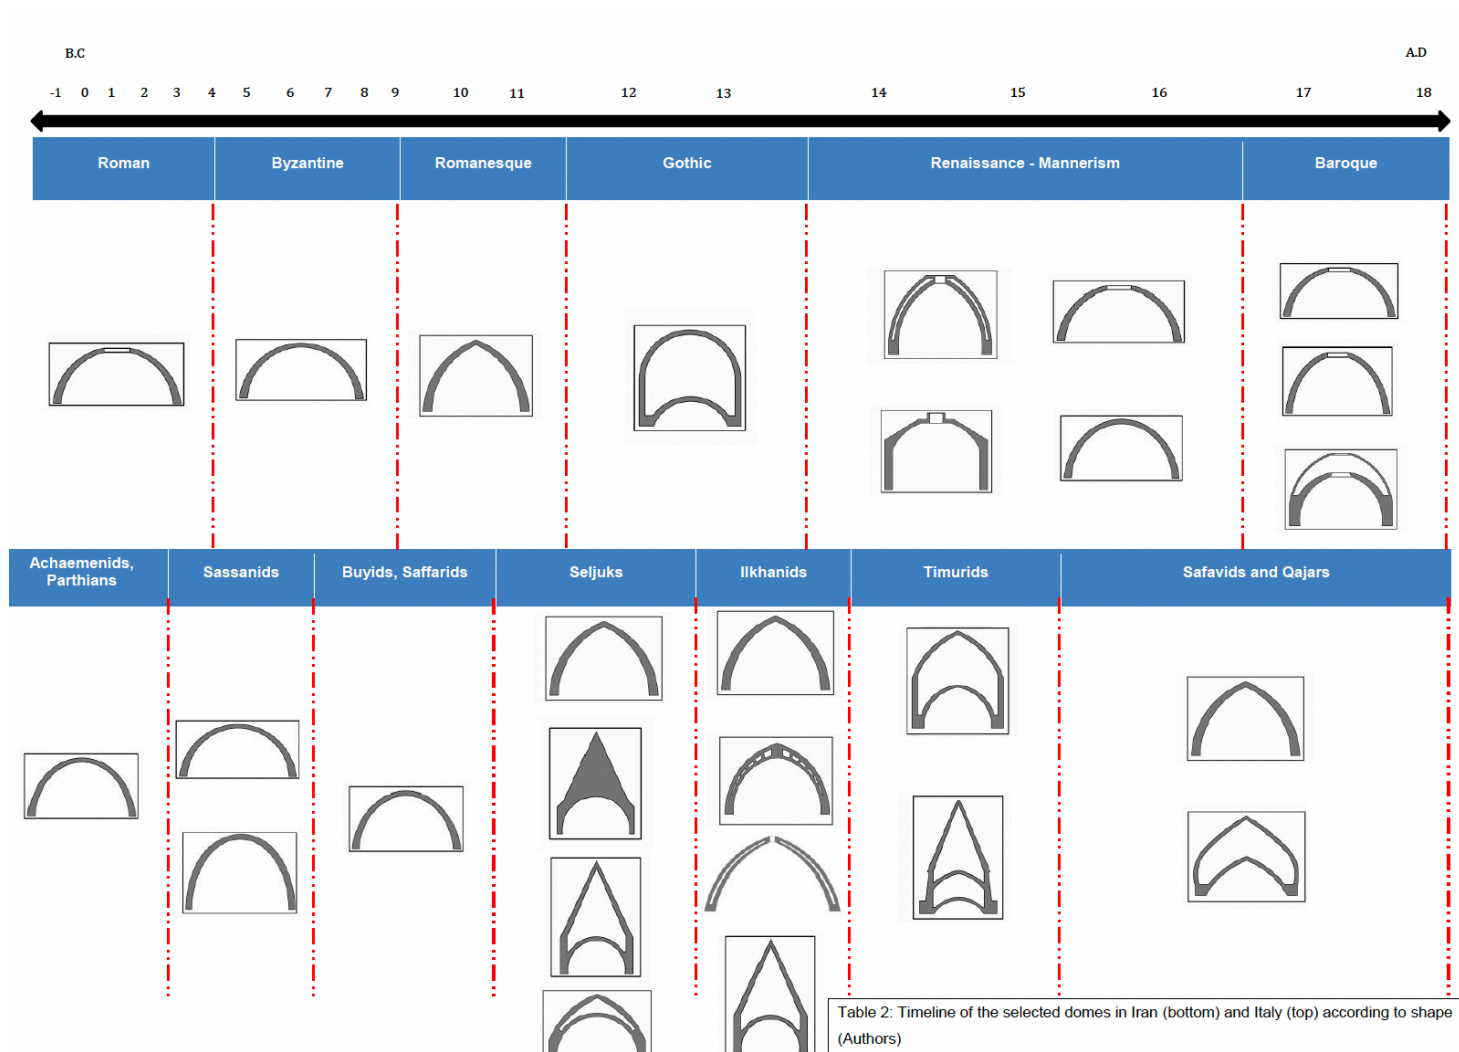 B.C
A.D
-1 0 1 2 3 4 5 6 7 8 9 10 11 12 13 14 15 16 17 18
Roman
Byzantine
Romanesque
Gothic
Renaissance - Mannerism
Baroque
Achaemenids,
Parthians
Sassanids
Buyids, Saffarids
Seljuks
Ilkhanids
Timurids
Safavids and Qajars
Table 2: Timeline of the selected domes in Iran (bottom) and Italy (top) according to shape
(Authors)